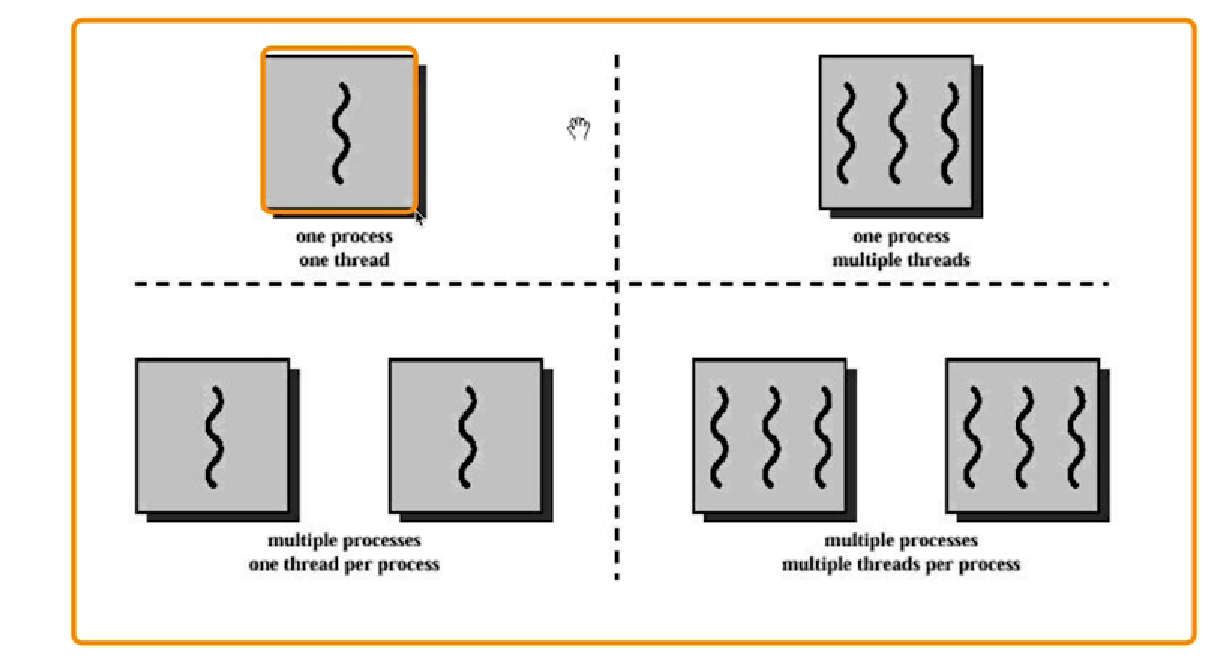 one process
one thread
one process
multiple threads
multiple processes
one thread per process
multiple processes
multiple threads per process